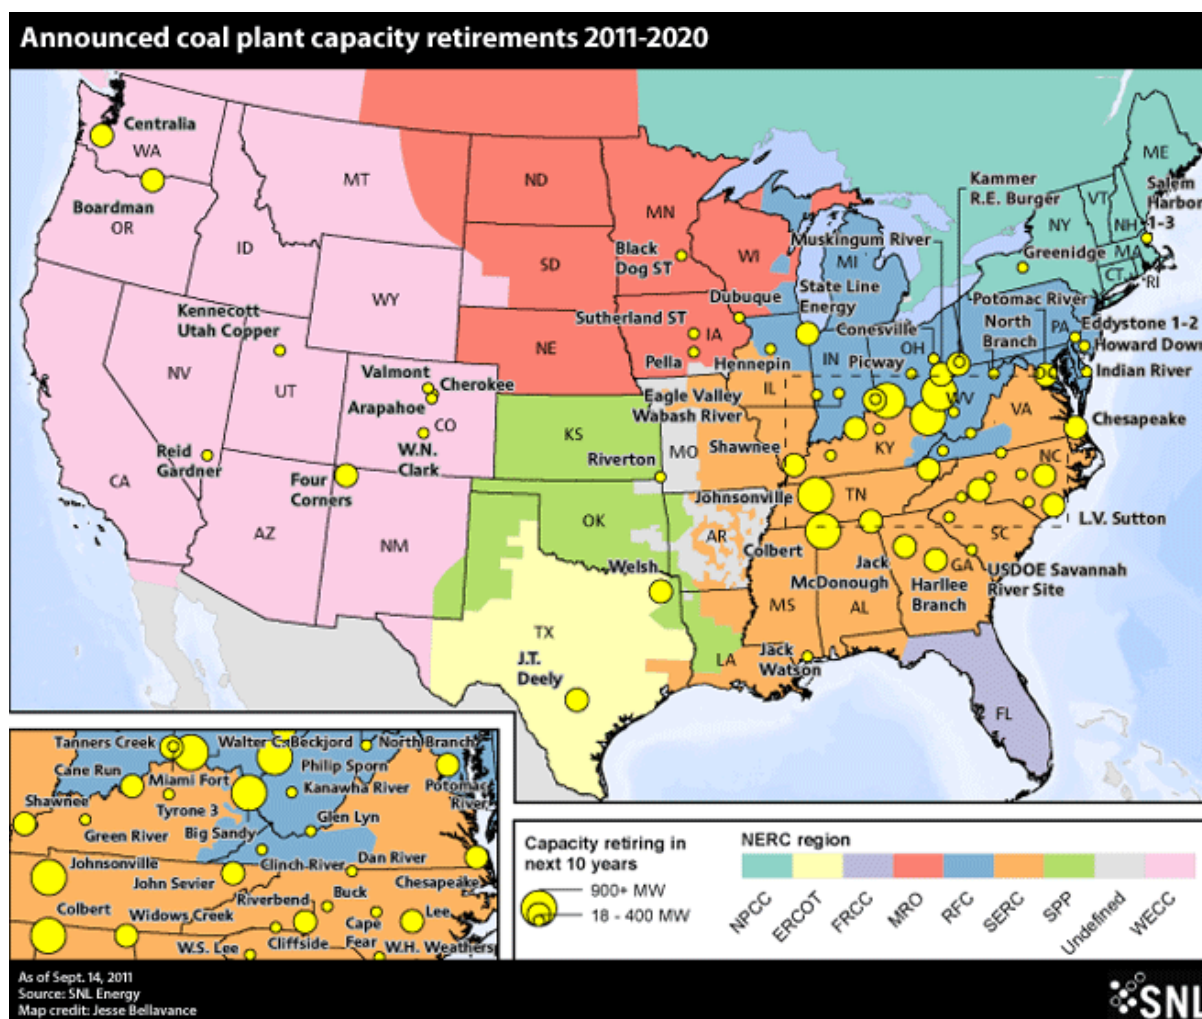 Announced coal plant capacity retirements 2011-2020
Centralia
WA
Boardman
OR
ID
MT
ND
MN
SD
WI
MI
WY
NE
IA
NV
UT
CO
CA
AZ
NM
KS
OK
TX
MO
AR
LA
IL
IN
OH
KY
TN
MS
AL
GA
SC
NC
VA
WV
PA
NY
VT
NH
ME
MA
CT
RI
FL
Kammer
R.E. Burger
Salem
Harbor
1-3
Muskingum River
Greenidge
Black
Dog ST
Dubuque
State Line
Energy
Potomac River
Kennecott
Utah Copper
Sutherland ST
Conesville
North
Branch
Eddystone 1-2
Howard Down
Pella
Hennepin
Picway
Indian River
Valmont
Cherokee
Arapahoe
Eagle Valley
Wabash River
Chesapeake
W.N.
Clark
Reid
Gardner
Four
Corners
Riverton
Shawnee
Johnsonville
L.V. Sutton
Colbert
Jack
McDonough
Harllee
Branch
USDOE Savannah
River Site
Welsh
J.T.
Deely
Jack
Watson
Tanners Creek
Walter C. Beckjord
North Branch
Cane Run
Miami Fort
Philip Sporn
Kanawha River
Potomac
River
Shawnee
Tyrone 3
Green River
Big Sandy
Glen Lyn
Johnsonville
Clinch River
Dan River
John Sevier
Chesapeake
Riverbend
Buck
Colbert
Widows Creek
Lee
Cape
Fear
W.S. Lee
Cliffside
W.H. Weathers
Capacity retiring in
next 10 years
900+ MW
18 - 400 MW
NERC region
NPCC
ERCOT
FRCC
MRO
RFC
SERC
SPP
Undefined
WECC
As of Sept. 14, 2011
Source: SNL Energy
Map credit: Jesse Bellavance
SNL